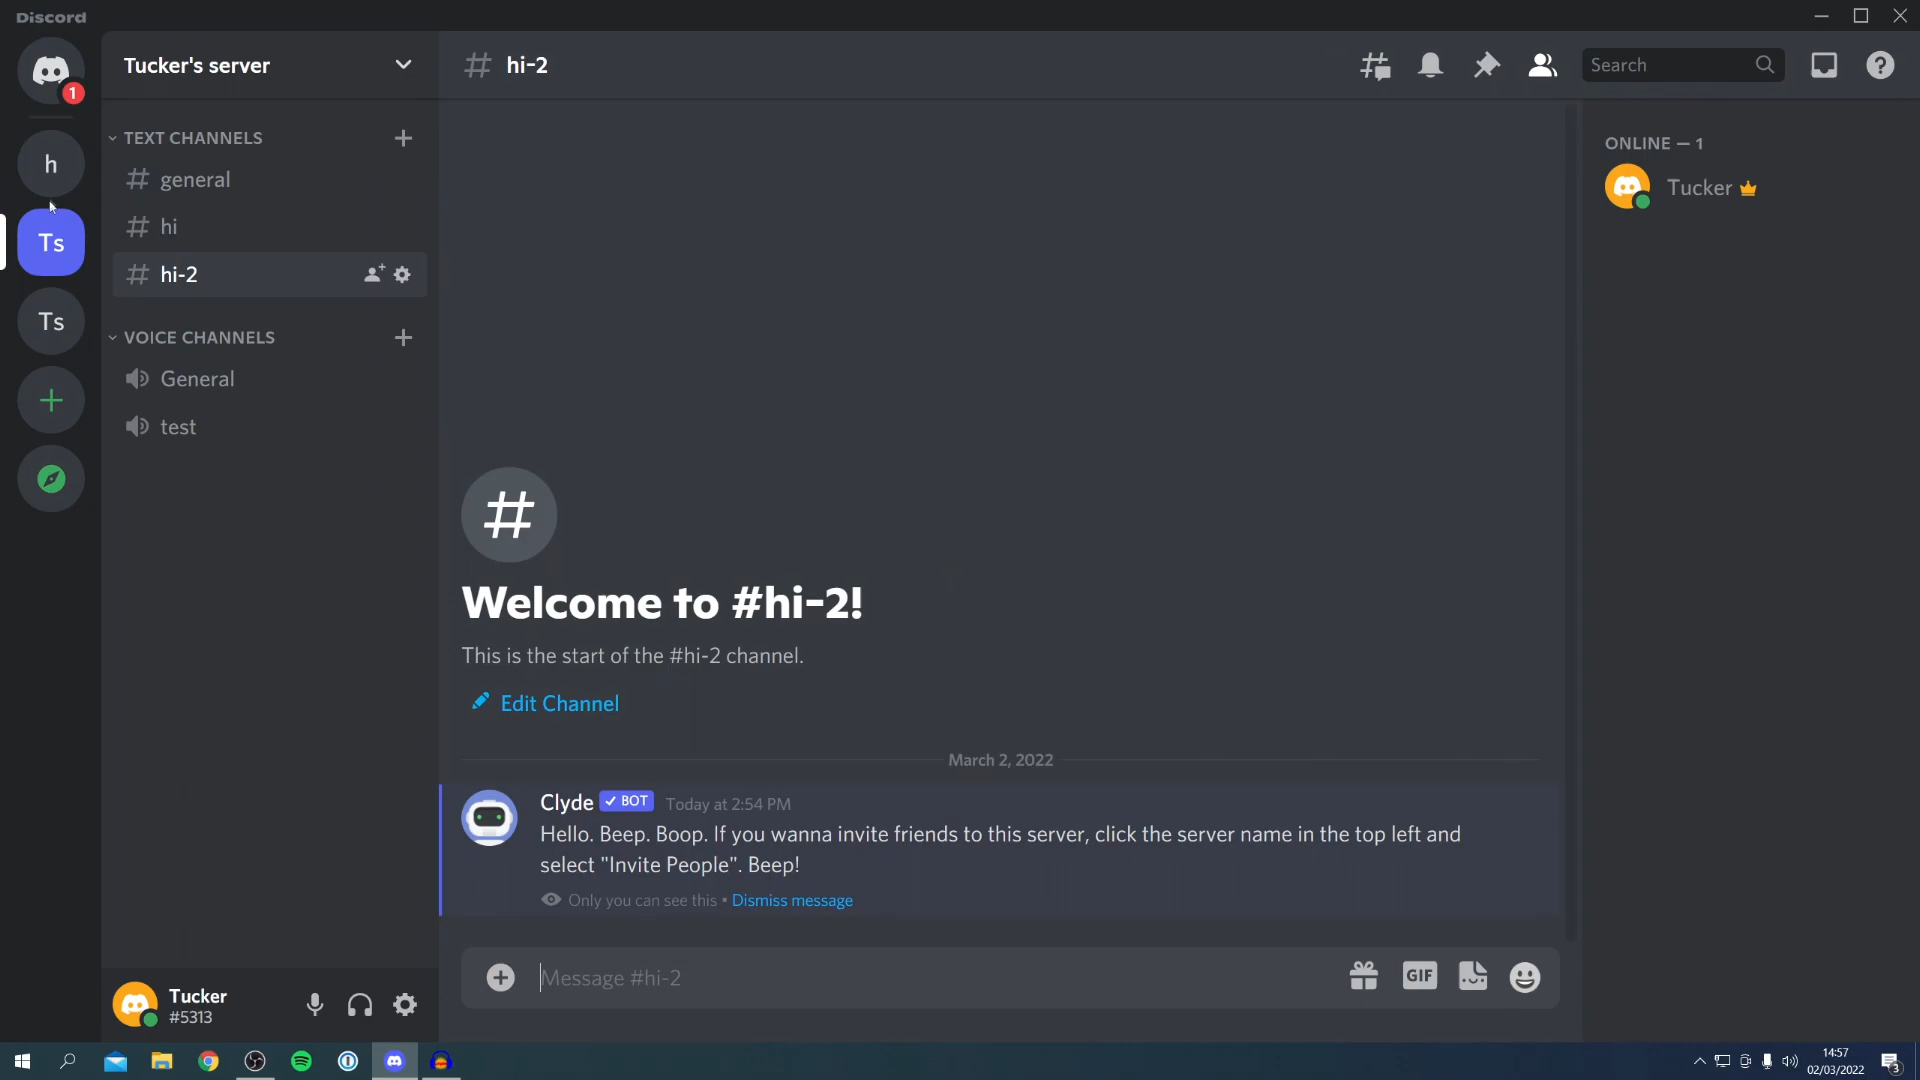 Discord
1
h
Ts
Ts
Tucker's server
TEXT CHANNELS
general
hi
hi-2
VOICE CHANNELS
General
test
Tucker
#5313
# hi-2
Search
#
Welcome to #hi-2!
This is the start of the #hi-2 channel.
Edit Channel
March 2, 2022
Clyde ✓ BOT Today at 2:54 PM
Hello. Beep. Boop. If you wanna invite friends to this server, click the server name in the top left and
select "Invite People". Beep!
Only you can see this • Dismiss message
Message #hi-2
GIF
ONLINE — 1
Tucker
14:57
02/03/2022
3